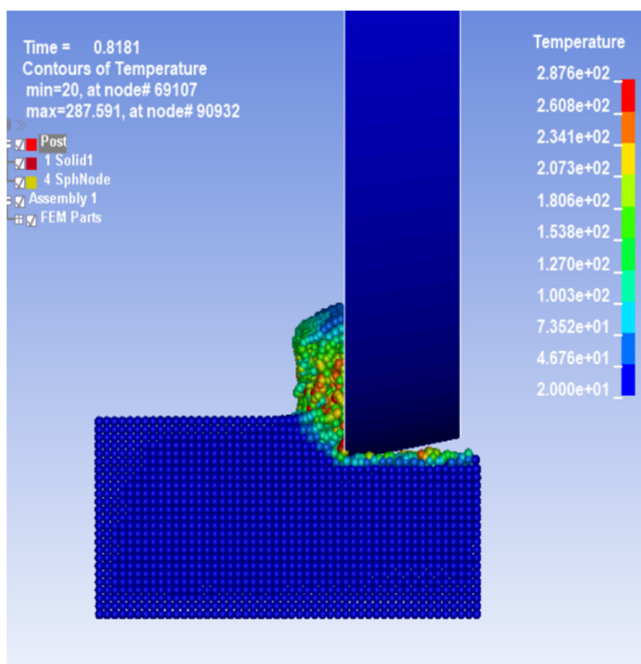 Time = 0.8181
Contours of Temperature
min=20, at node# 69107
max=287.591, at node# 90932
Post
1 Solid1
4 SphNode
Assembly 1
FEM Parts
Temperature
2.876e+02
2.608e+02
2.341e+02
2.073e+02
1.806e+02
1.538e+02
1.270e+02
1.003e+02
7.352e+01
4.676e+01
2.000e+01